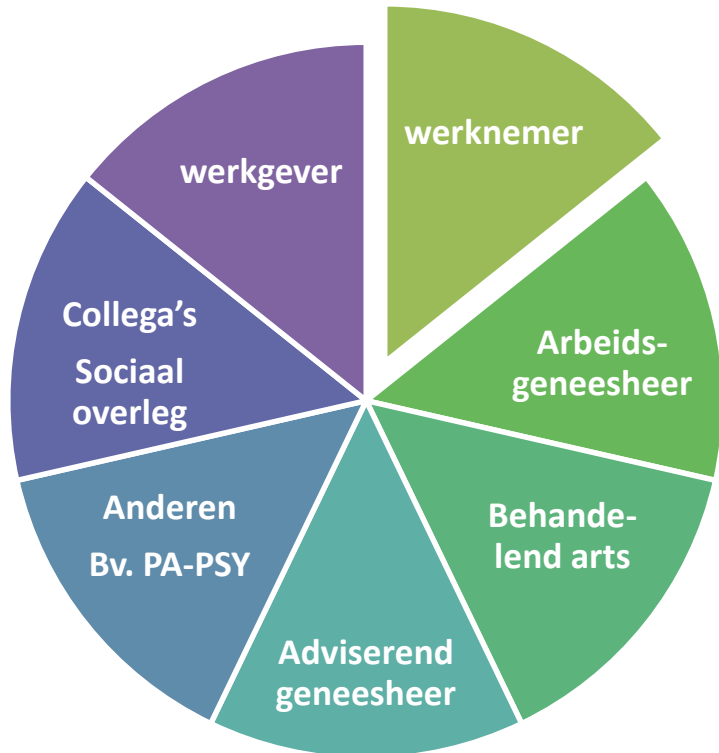 werknemer
Arbeids-
geneesheer
Behande-
lend arts
Adviserend
geneesheer
Anderen
Bv. PA-PSY
Collega’s
Sociaal
overleg
werkgever